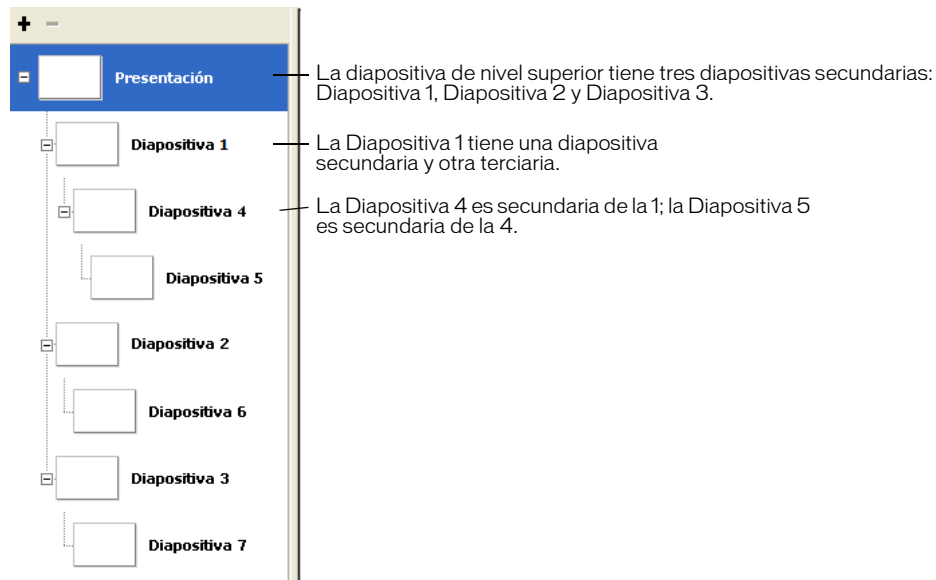 Presentación
La diapositiva de nivel superior tiene tres diapositivas secundarias:
Diapositiva 1, Diapositiva 2 y Diapositiva 3.
Diapositiva 1
La Diapositiva 1 tiene una diapositiva
secundaria y otra terciaria.
Diapositiva 4
La Diapositiva 4 es secundaria de la 1; la Diapositiva 5
es secundaria de la 4.
Diapositiva 5
Diapositiva 2
Diapositiva 6
Diapositiva 3
Diapositiva 7